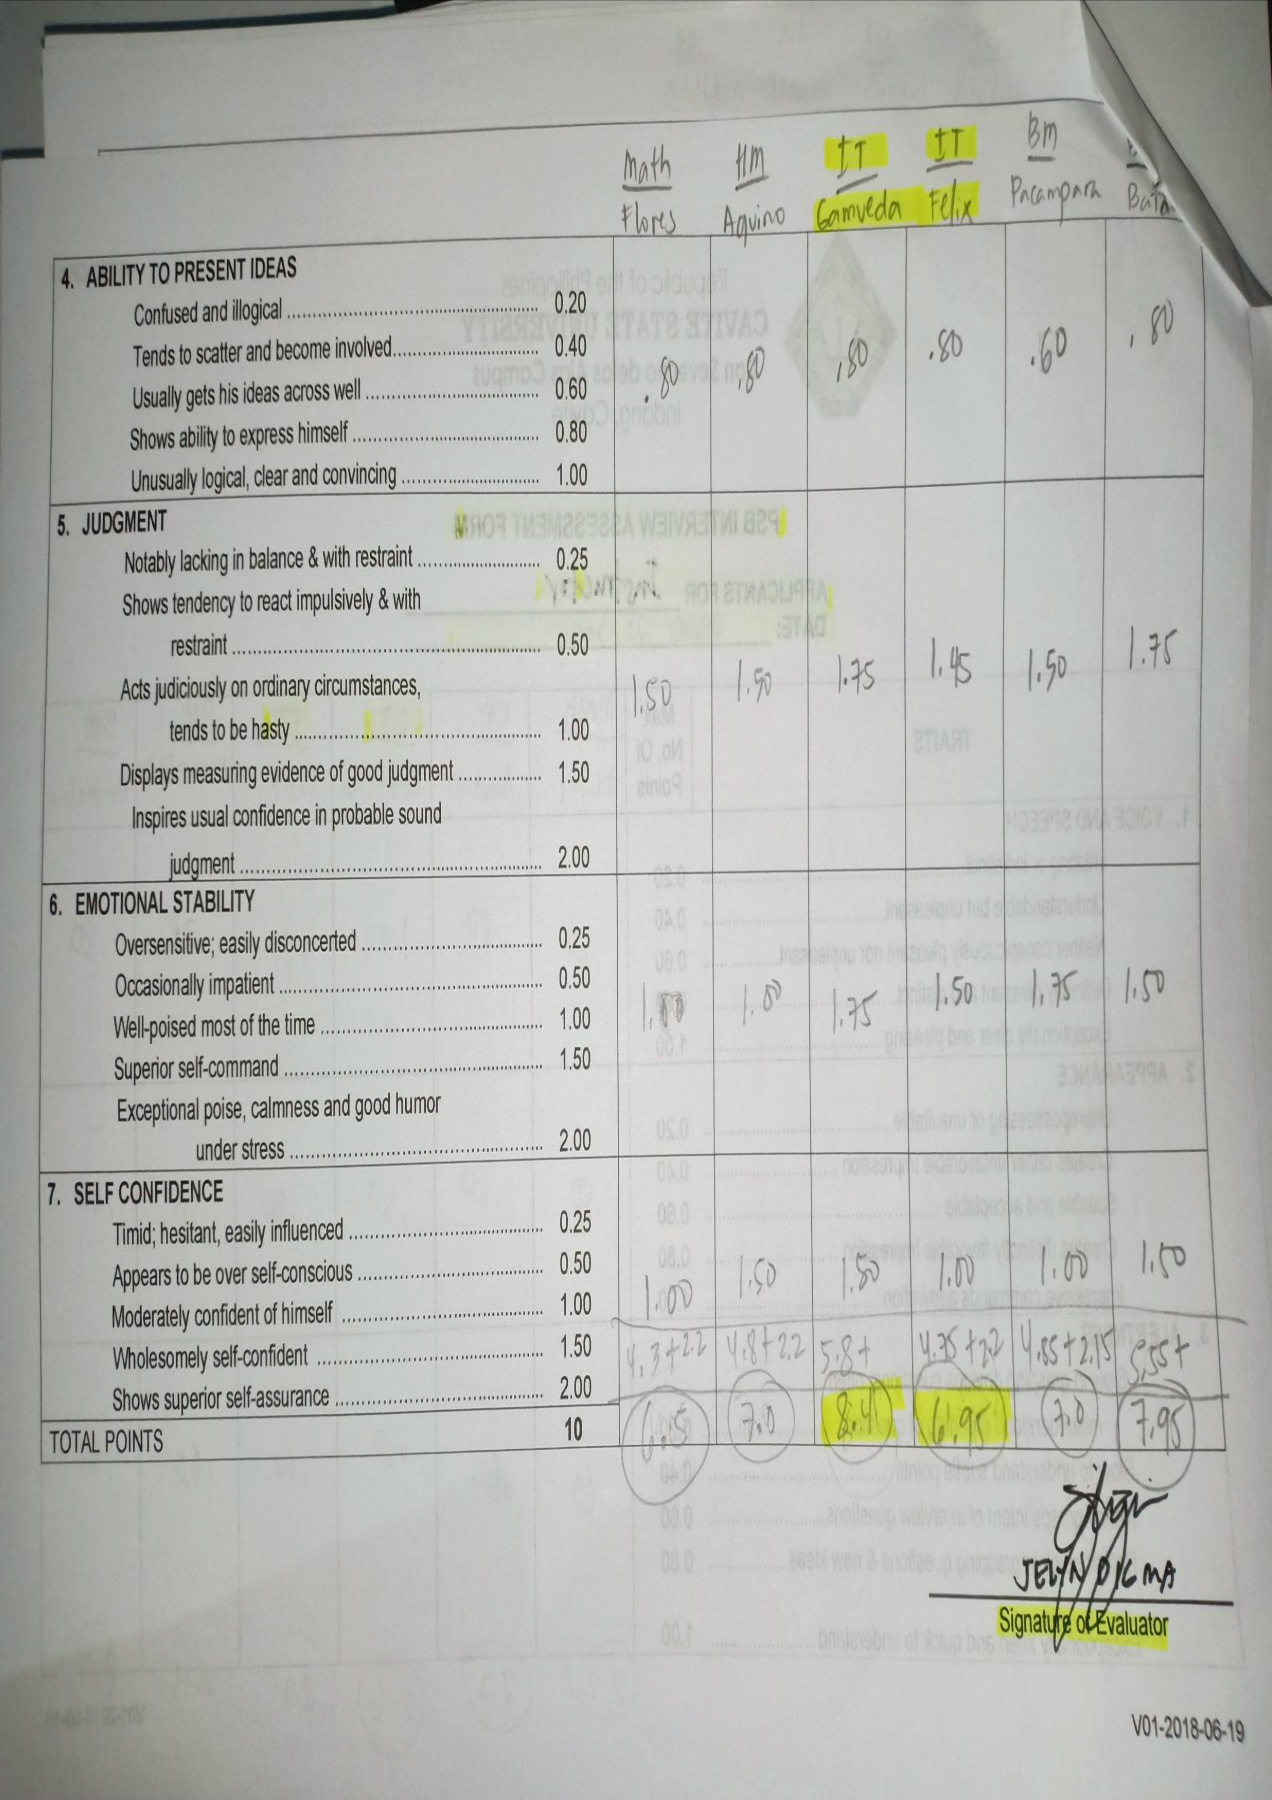 Math HM IT IT BM
Flores Aquino Gamveda Felix Pacampara
4. ABILITY TO PRESENT IDEAS
Confused and illogical ........ 0.20
Tends to scatter and become involved ........ 0.40
Usually gets his ideas across well ........ 0.60
Shows ability to express himself ........ 0.80
Unusually logical, clear and convincing ........ 1.00
.80 .80 .80 .80 .60 .80
5. JUDGMENT
Notably lacking in balance & with restraint ........ 0.25
Shows tendency to react impulsively & with
restraint ........ 0.50
Acts judiciously on ordinary circumstances,
tends to be hasty ........ 1.00
Displays measuring evidence of good judgment ........ 1.50
Inspires usual confidence in probable sound
judgment ........ 2.00
1.50 1.50 1.75 1.45 1.50 1.75
6. EMOTIONAL STABILITY
Oversensitive; easily disconcerted ........ 0.25
Occasionally impatient ........ 0.50
Well-poised most of the time ........ 1.00
Superior self-command ........ 1.50
Exceptional poise, calmness and good humor
under stress ........ 2.00
1.00 1.00 1.75 1.50 1.75 1.50
7. SELF CONFIDENCE
Timid; hesitant, easily influenced ........ 0.25
Appears to be over self-conscious ........ 0.50
Moderately confident of himself ........ 1.00
Wholesomely self-confident ........ 1.50
Shows superior self-assurance ........ 2.00
1.00 1.50 1.50 1.00 1.00 1.50
4.3+2.2 4.8+2.2 5.8+ 4.75+2.2 4.85+2.15 5.55+
TOTAL POINTS 10 6.5 7.0 8.4 6.95 7.0 7.95
JELYN DIGMA
Signature of Evaluator
V01-2018-06-19